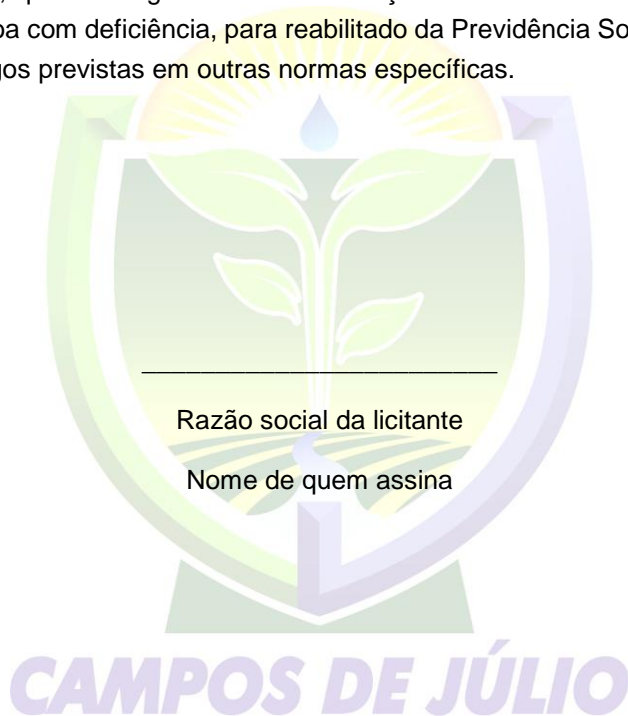 oa com deficiência, para reabilitado da Previdência So
gos previstas em outras normas específicas.
___________________________
Razão social da licitante
Nome de quem assina
CAMPOS DE JÚLIO